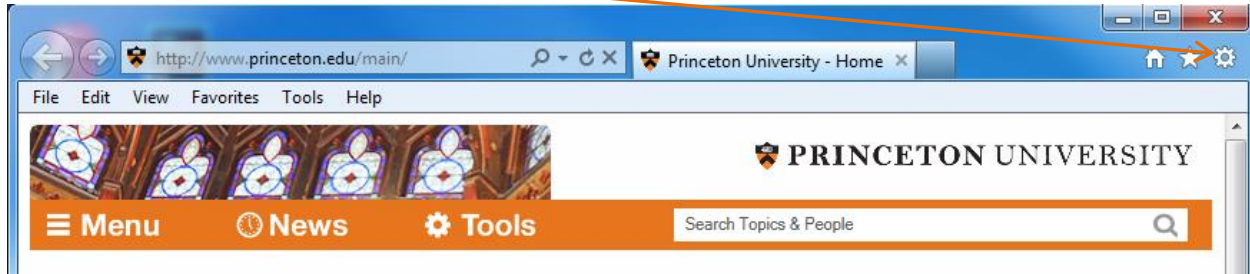 http://www.princeton.edu/main/ Princeton University - Home
File Edit View Favorites Tools Help
PRINCETON UNIVERSITY
Menu News Tools Search Topics & People